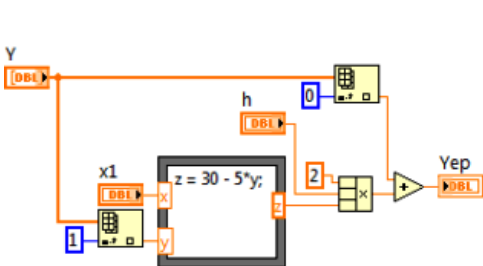 Y
[DBL]
0
h
DBL
x1
DBL
z = 30 - 5*y;
x
y
z
2
x
+
Yep
DBL
1